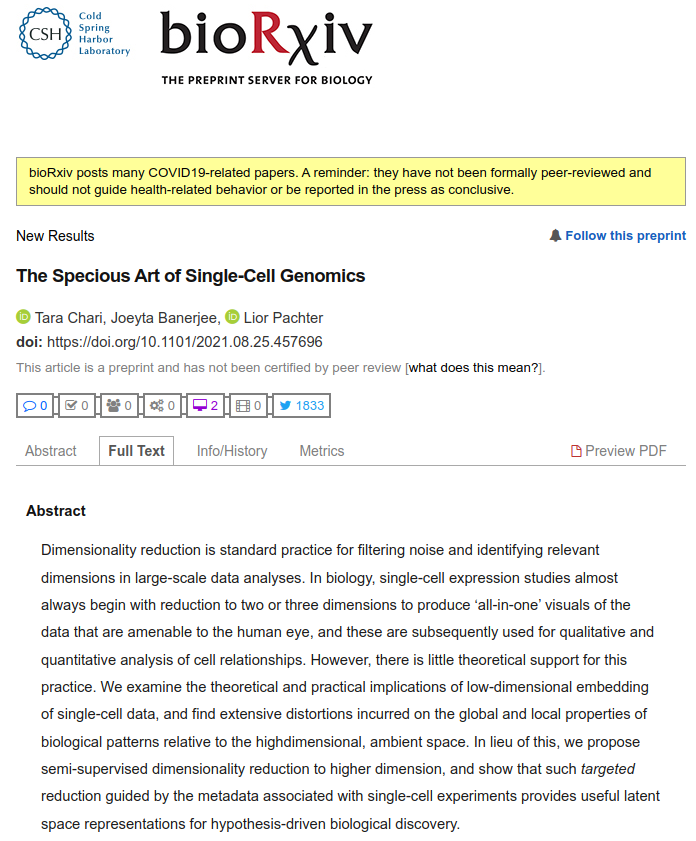 CSH
Cold
Spring
Harbor
Laboratory
bioRxiv
THE PREPRINT SERVER FOR BIOLOGY
bioRxiv posts many COVID19-related papers. A reminder: they have not been formally peer-reviewed and
should not guide health-related behavior or be reported in the press as conclusive.
New Results
Follow this preprint
The Specious Art of Single-Cell Genomics
iD Tara Chari, Joeyta Banerjee, iD Lior Pachter
doi: https://doi.org/10.1101/2021.08.25.457696
This article is a preprint and has not been certified by peer review [what does this mean?].
0 0 0 0 2 0 1833
Abstract Full Text Info/History Metrics Preview PDF
Abstract
Dimensionality reduction is standard practice for filtering noise and identifying relevant
dimensions in large-scale data analyses. In biology, single-cell expression studies almost
always begin with reduction to two or three dimensions to produce ‘all-in-one’ visuals of the
data that are amenable to the human eye, and these are subsequently used for qualitative and
quantitative analysis of cell relationships. However, there is little theoretical support for this
practice. We examine the theoretical and practical implications of low-dimensional embedding
of single-cell data, and find extensive distortions incurred on the global and local properties of
biological patterns relative to the highdimensional, ambient space. In lieu of this, we propose
semi-supervised dimensionality reduction to higher dimension, and show that such targeted
reduction guided by the metadata associated with single-cell experiments provides useful latent
space representations for hypothesis-driven biological discovery.